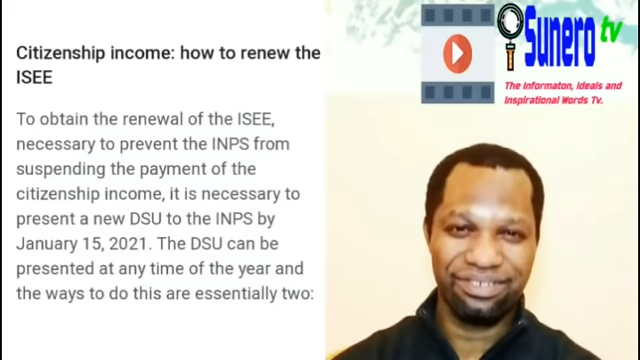 Citizenship income: how to renew the
ISEE
To obtain the renewal of the ISEE,
necessary to prevent the INPS from
suspending the payment of the
citizenship income, it is necessary to
present a new DSU to the INPS by
January 15, 2021. The DSU can be
presented at any time of the year and
the ways to do this are essentially two:
Sunero tv
The Informaton, Ideals and
Inspirational Words Tv.